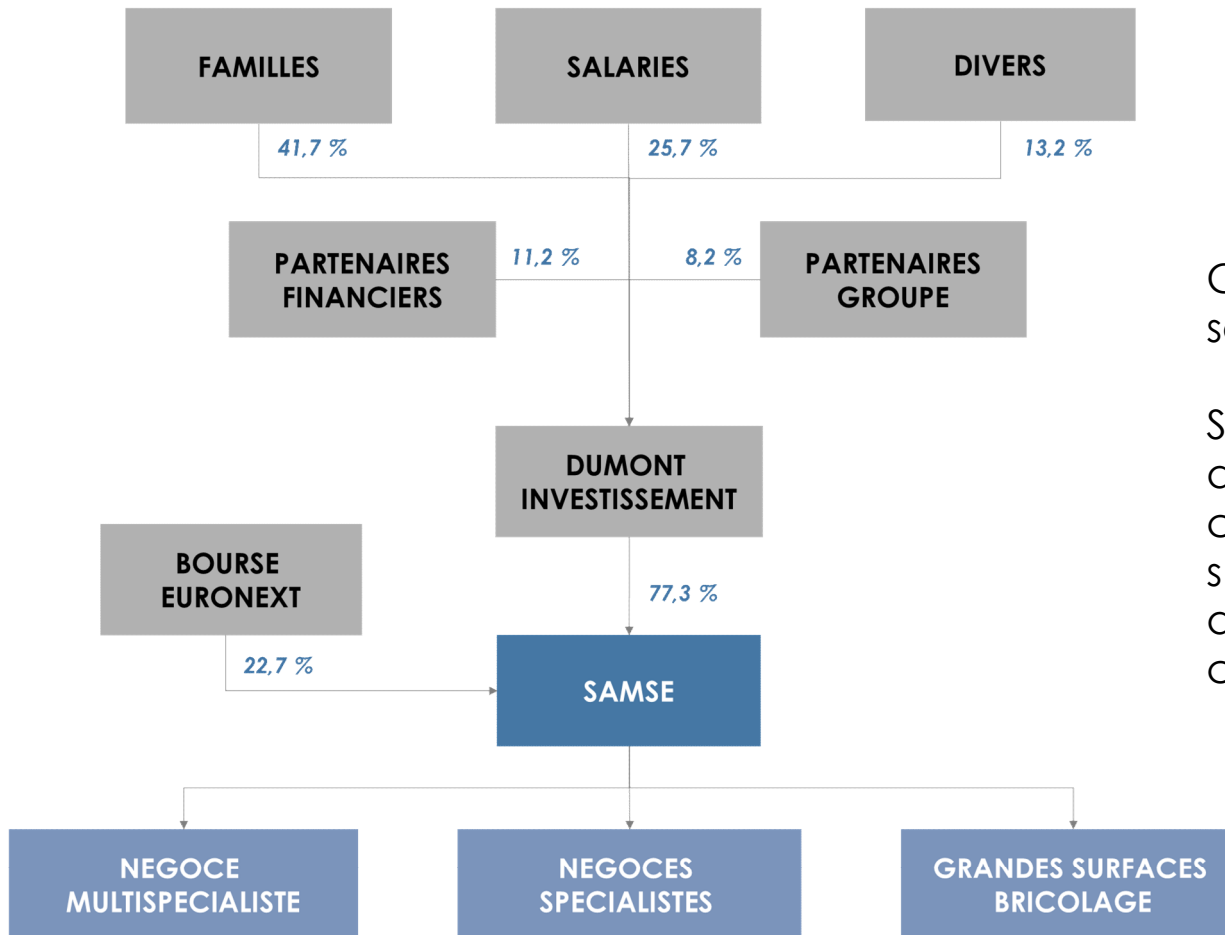 FAMILLES
SALARIES
DIVERS
41,7 %
25,7 %
13,2 %
PARTENAIRES
FINANCIERS
11,2 %
8,2 %
PARTENAIRES
GROUPE
DUMONT
INVESTISSEMENT
BOURSE
EURONEXT
77,3 %
22,7 %
SAMSE
NEGOCE
MULTISPECIALISTE
NEGOCES
SPECIALISTES
GRANDES SURFACES
BRICOLAGE